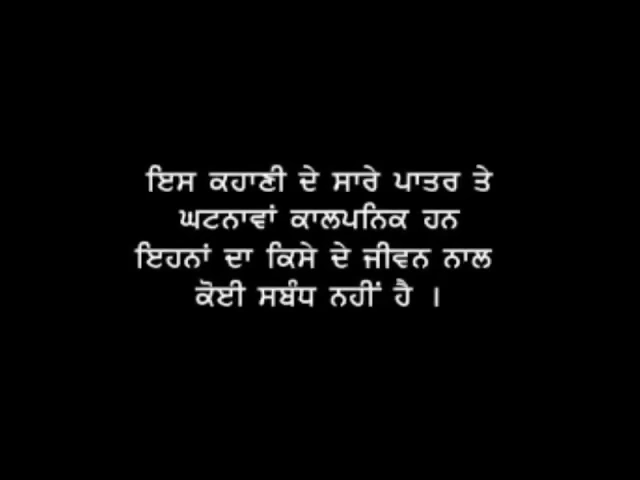 ਇਸ ਕਹਾਣੀ ਦੇ ਸਾਰੇ ਪਾਤਰ ਤੇ
ਘਟਨਾਵਾਂ ਕਾਲਪਨਿਕ ਹਨ
ਇਹਨਾਂ ਦਾ ਕਿਸੇ ਦੇ ਜੀਵਨ ਨਾਲ
ਕੋਈ ਸਬੰਧ ਨਹੀਂ ਹੈ ।